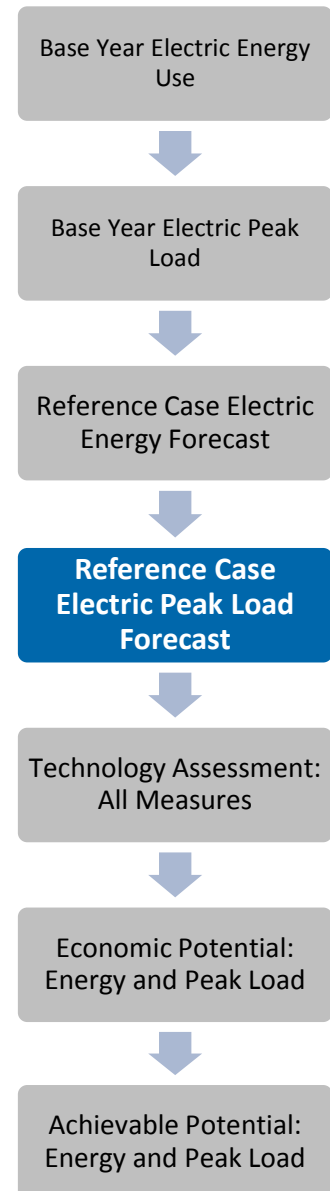 Base Year Electric Energy
Use
Base Year Electric Peak
Load
Reference Case Electric
Energy Forecast
Reference Case
Electric Peak Load
Forecast
Technology Assessment:
All Measures
Economic Potential:
Energy and Peak Load
Achievable Potential:
Energy and Peak Load